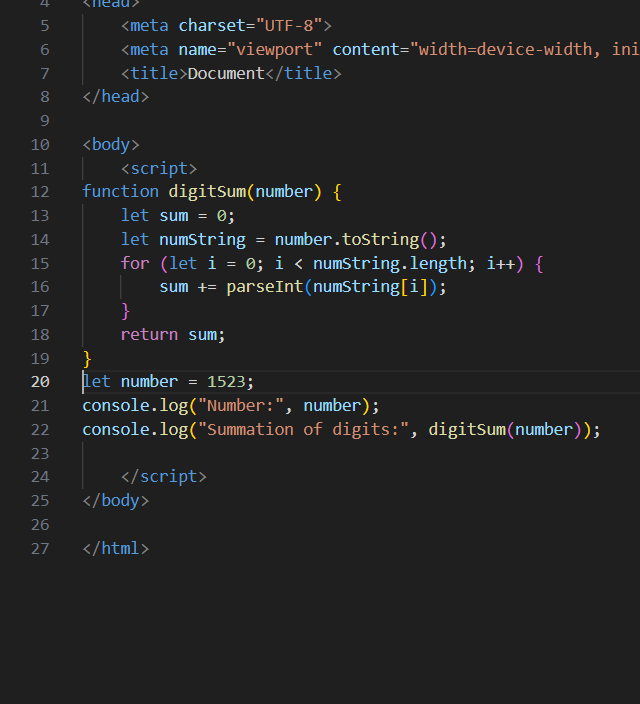 4 <head>
5 <meta charset="UTF-8">
6 <meta name="viewport" content="width=device-width, ini
7 <title>Document</title>
8 </head>
9
10 <body>
11 <script>
12 function digitSum(number) {
13 let sum = 0;
14 let numString = number.toString();
15 for (let i = 0; i < numString.length; i++) {
16 sum += parseInt(numString[i]);
17 }
18 return sum;
19 }
20 let number = 1523;
21 console.log("Number:", number);
22 console.log("Summation of digits:", digitSum(number));
23
24 </script>
25 </body>
26
27 </html>